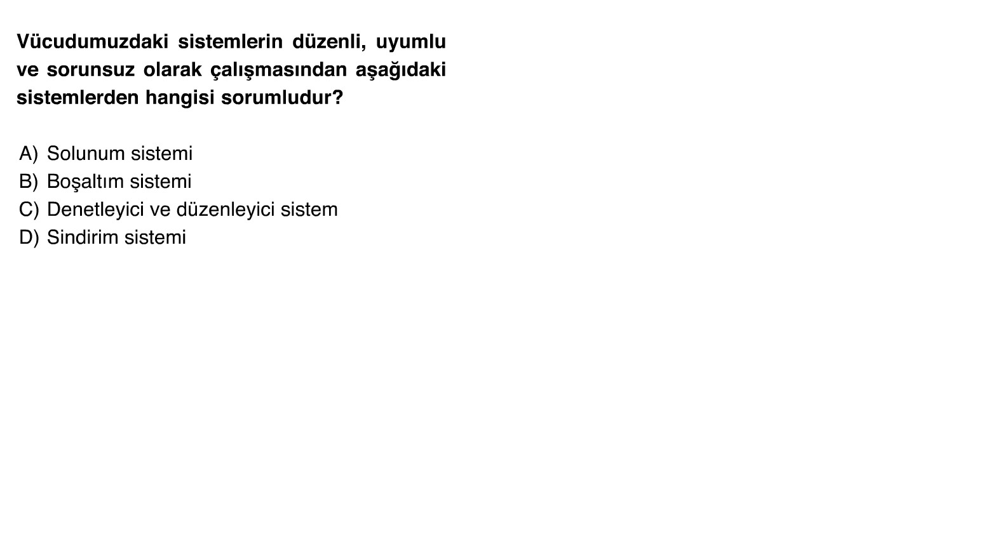 Vücudumuzdaki sistemlerin düzenli, uyumlu
ve sorunsuz olarak çalışmasından aşağıdaki
sistemlerden hangisi sorumludur?
A) Solunum sistemi
B) Boşaltım sistemi
C) Denetleyici ve düzenleyici sistem
D) Sindirim sistemi